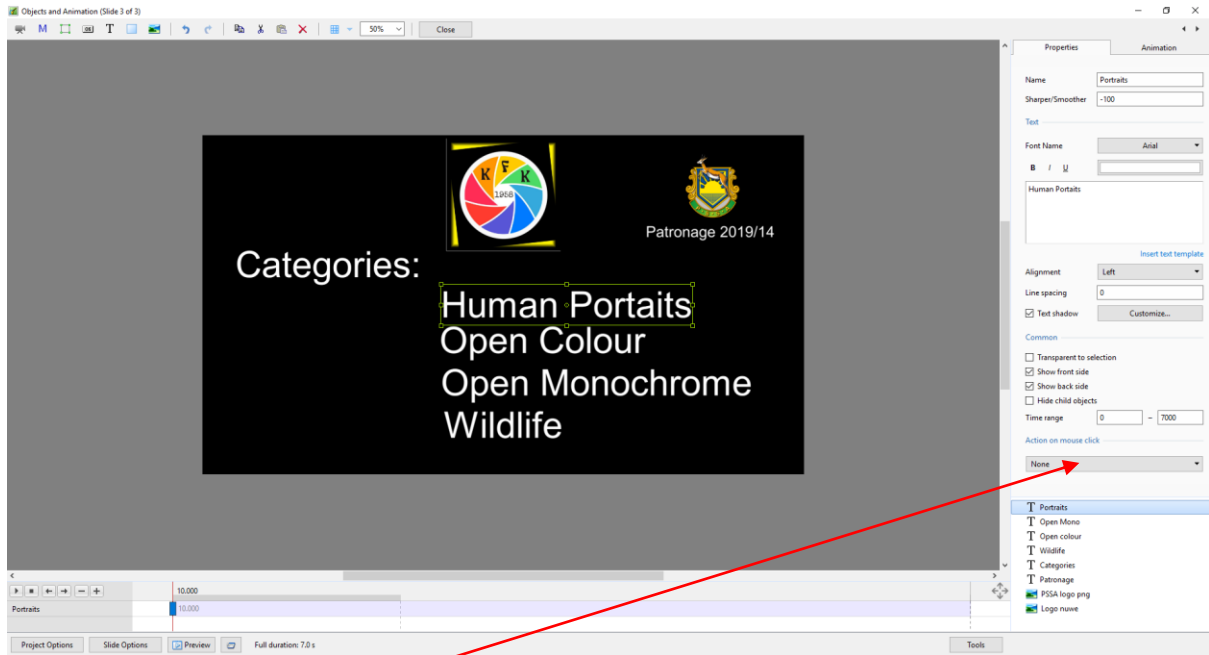 Objects and Animation (Slide 3 of 3)
M OK T 50% Close
Properties Animation
Name Portraits
Sharper/Smoother -100
Text
Font Name Arial
B I U
Human Portaits
Insert text template
Alignment Left
Line spacing 0
Text shadow Customize...
Common
Transparent to selection
Show front side
Show back side
Hide child objects
Time range 0 – 7000
Action on mouse click
None
T Portraits
T Open Mono
T Open colour
T Wildlife
T Categories
T Patronage
PSSA logo png
Logo nuwe
K F K
1958
Patronage 2019/14
Categories:
Human Portaits
Open Colour
Open Monochrome
Wildlife
10.000
Portraits 10.000
Project Options Slide Options Preview Full duration: 7.0 s Tools